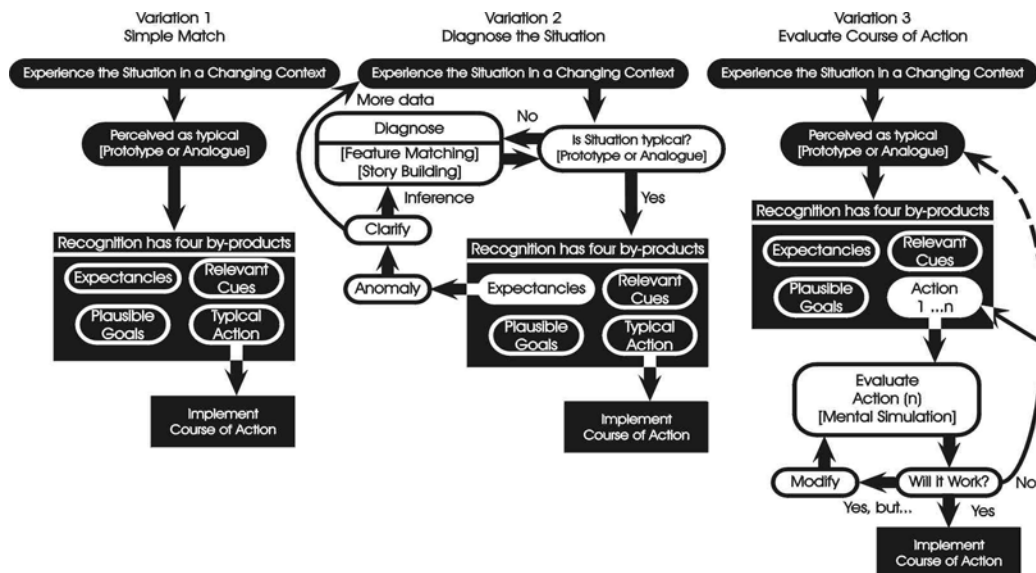 Variation 1
Simple Match
Experience the Situation in a Changing Context
Perceived as typical
[Prototype or Analogue]
Recognition has four by-products
Expectancies
Relevant
Cues
Plausible
Goals
Typical
Action
Implement
Course of Action
Variation 2
Diagnose the Situation
Experience the Situation in a Changing Context
More data
Diagnose
[Feature Matching]
[Story Building]
No
Is Situation typical?
[Prototype or Analogue]
Inference
Yes
Clarify
Anomaly
Recognition has four by-products
Expectancies
Relevant
Cues
Plausible
Goals
Typical
Action
Implement
Course of Action
Variation 3
Evaluate Course of Action
Experience the Situation in a Changing Context
Perceived as typical
[Prototype or Analogue]
Recognition has four by-products
Expectancies
Relevant
Cues
Plausible
Goals
Action
1 ...n
Evaluate
Action (n)
[Mental Simulation]
Modify
Will it Work?
No
Yes, but...
Yes
Implement
Course of Action